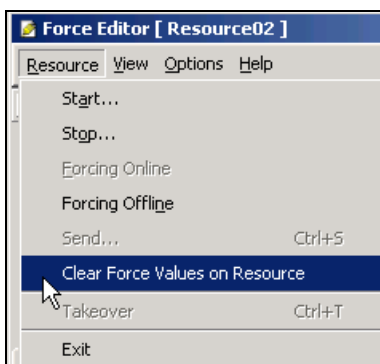 Force Editor [ Resource02 ]
Resource View Options Help
Start...
Stop...
Forcing Online
Forcing Offline
Send... Ctrl+S
Clear Force Values on Resource
Takeover Ctrl+T
Exit